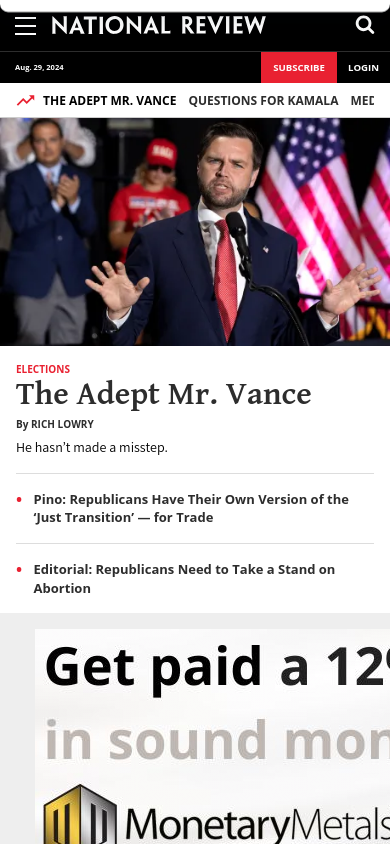 NATIONAL REVIEW
Aug. 29, 2024
SUBSCRIBE
LOGIN
THE ADEPT MR. VANCE QUESTIONS FOR KAMALA MED
ELECTIONS
The Adept Mr. Vance
By RICH LOWRY
He hasn’t made a misstep.
Pino: Republicans Have Their Own Version of the
‘Just Transition’ — for Trade
Editorial: Republicans Need to Take a Stand on
Abortion
Get paid a 12%
in sound mon
MonetaryMetals